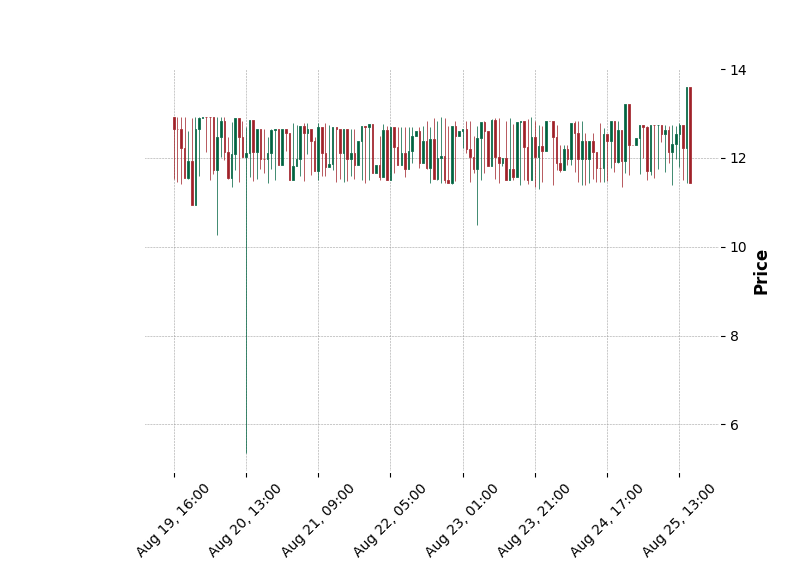 14
12
10
8
6
Price
Aug 19, 16:00
Aug 20, 13:00
Aug 21, 09:00
Aug 22, 05:00
Aug 23, 01:00
Aug 23, 21:00
Aug 24, 17:00
Aug 25, 13:00